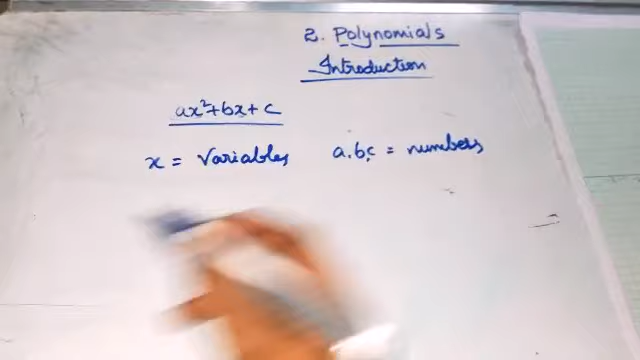 2. Polynomials
Introduction
ax²+bx+c
x = Variables a,b,c = numbers